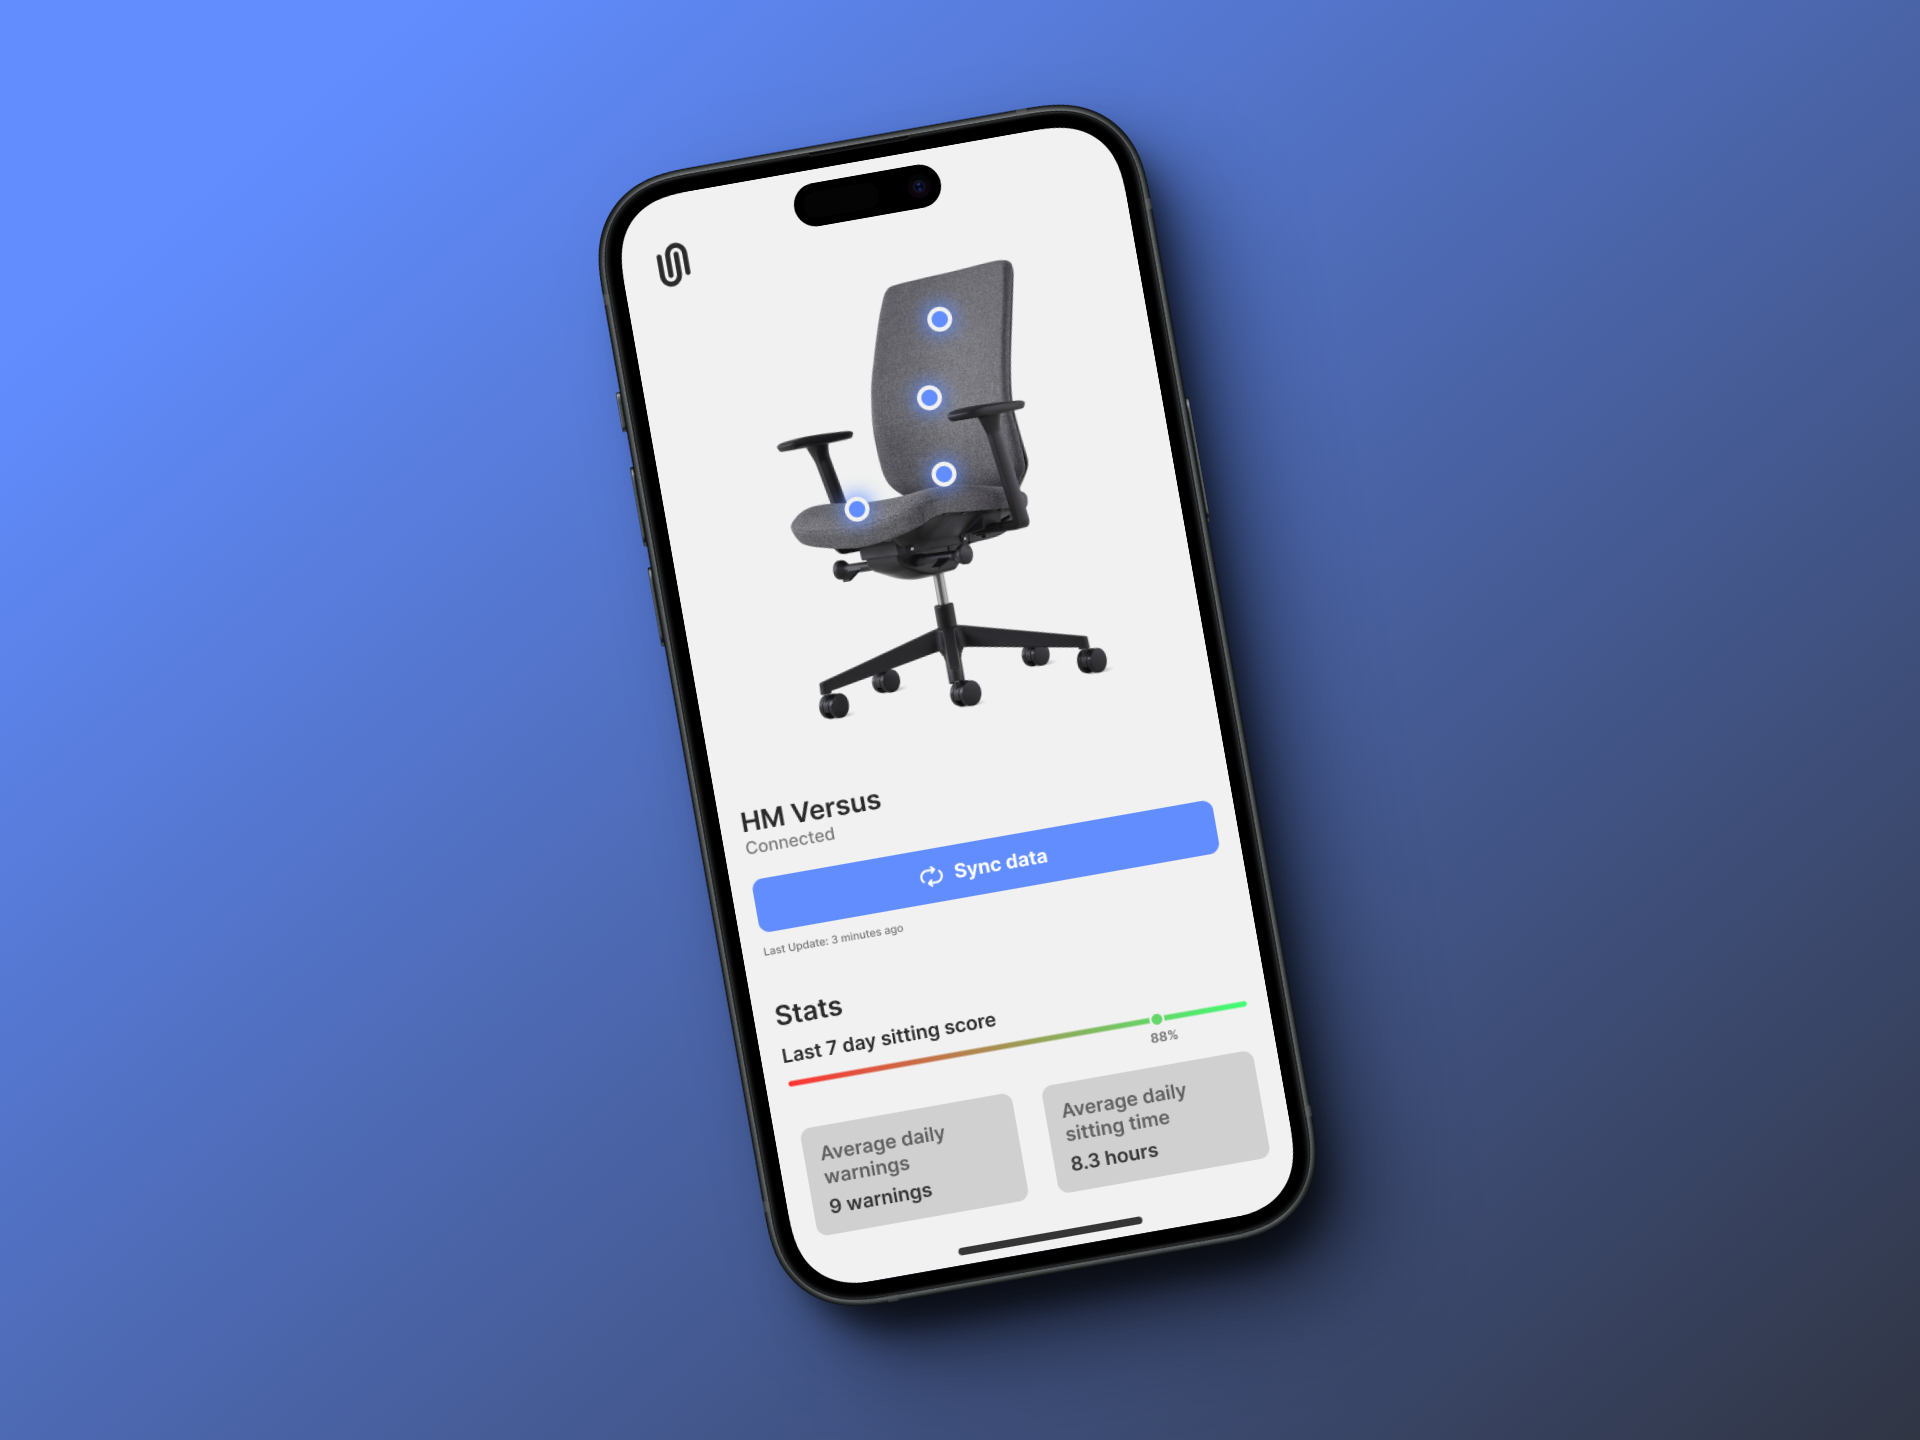 HM Versus
Connected
Sync data
Last Update: 3 minutes ago
Stats
Last 7 day sitting score
88%
Average daily
warnings
9 warnings
Average daily
sitting time
8.3 hours